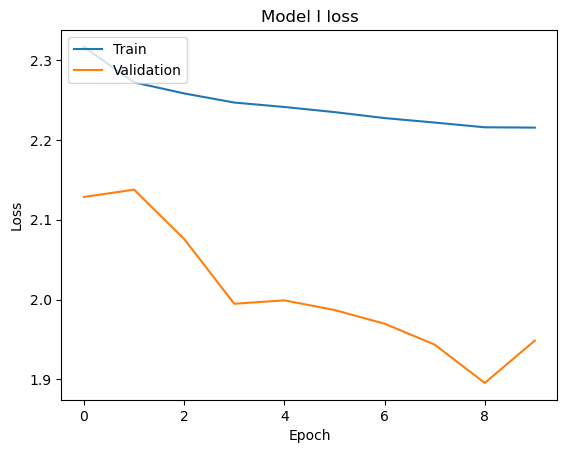 Model I loss
Train
Validation
2.3
2.2
2.1
2.0
1.9
Loss
0
2
4
6
8
Epoch